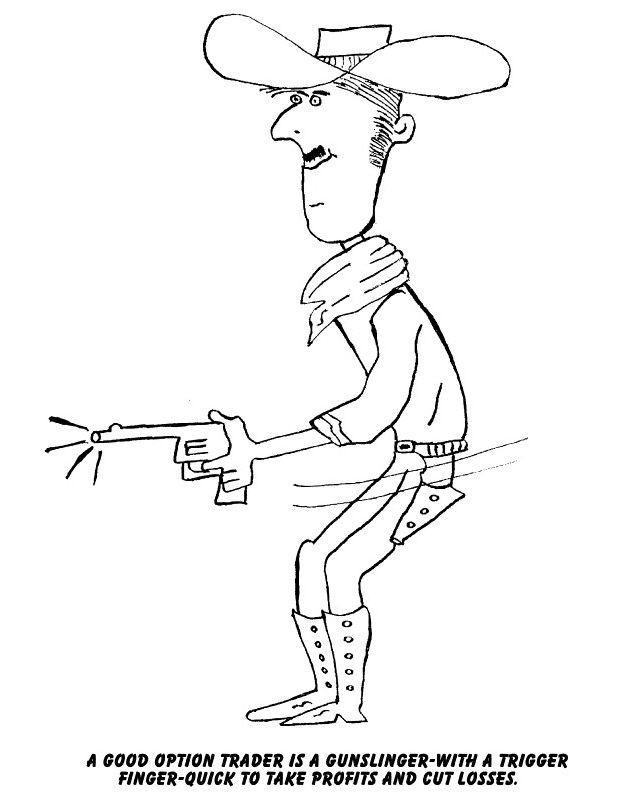 A GOOD OPTION TRADER IS A GUNSLINGER-WITH A TRIGGER
FINGER-QUICK TO TAKE PROFITS AND CUT LOSSES.